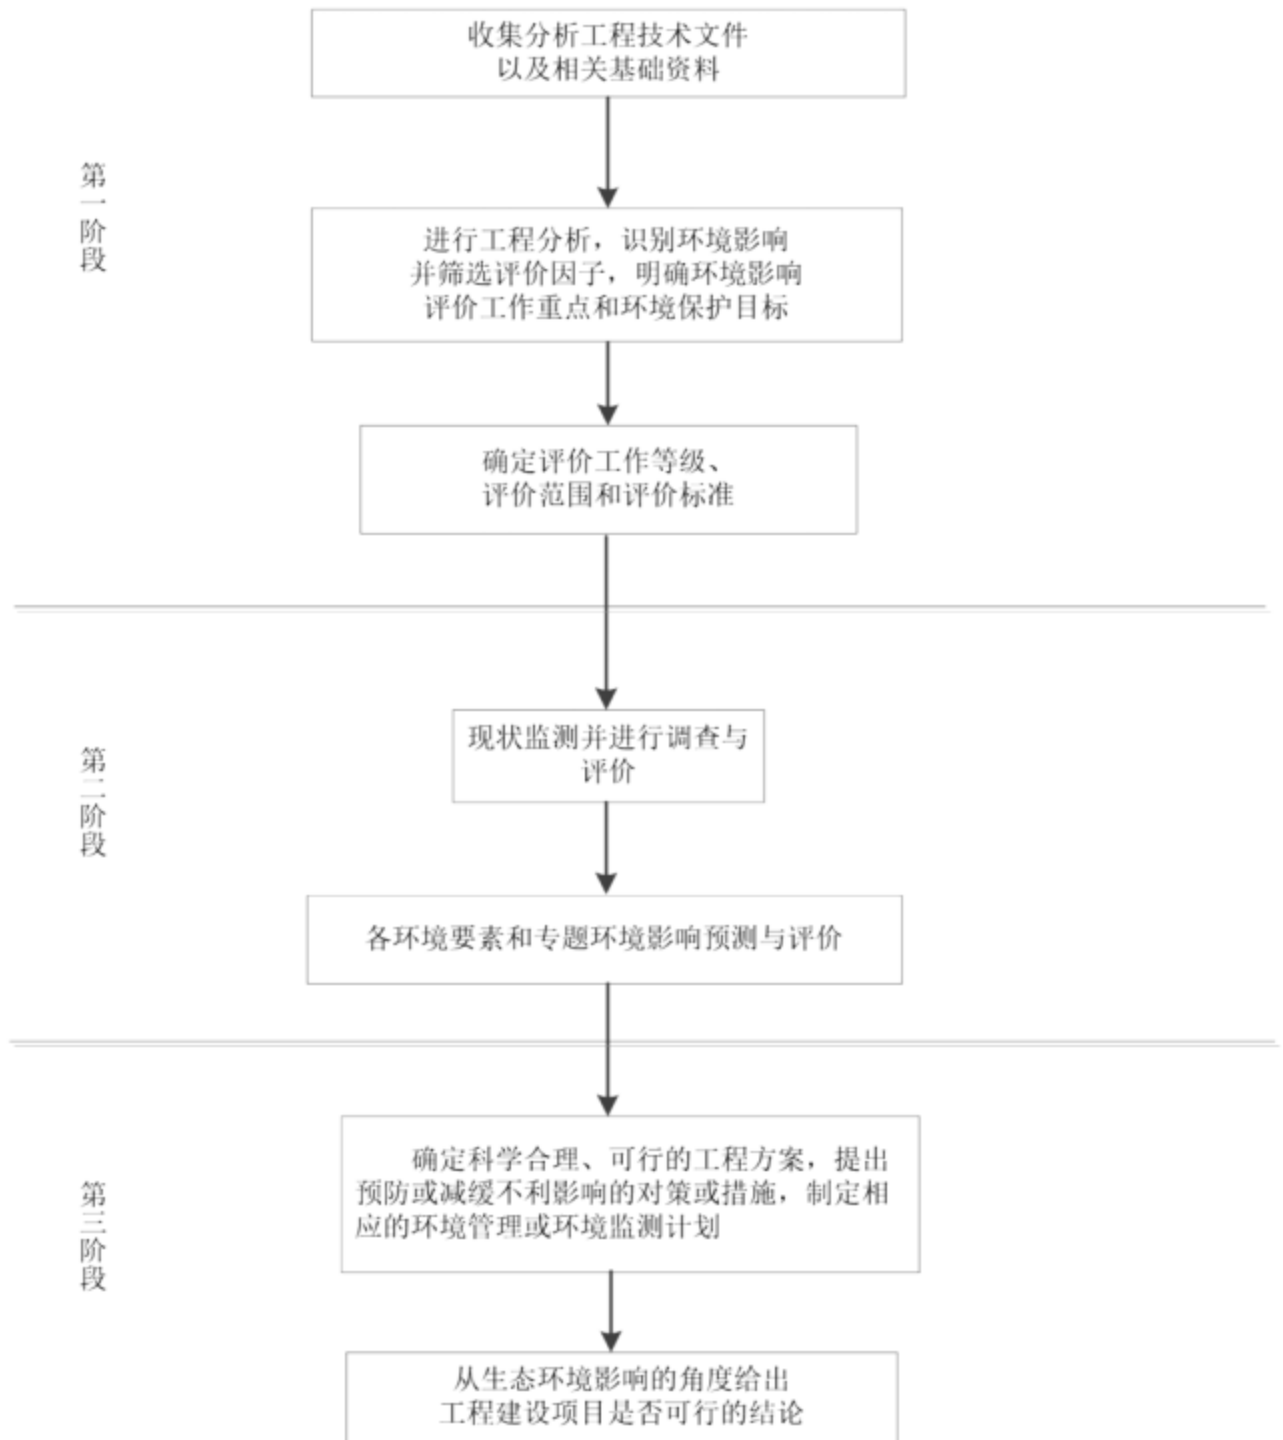 收集分析工程技术文件
以及相关基础资料
第一阶段
进行工程分析，识别环境影响
并筛选评价因子，明确环境影响
评价工作重点和环境保护目标
确定评价工作等级、
评价范围和评价标准
现状监测并进行调查与
评价
第二阶段
各环境要素和专题环境影响预测与评价
确定科学合理、可行的工程方案，提出
预防或减缓不利影响的对策或措施，制定相
应的环境管理或环境监测计划
第三阶段
从生态环境影响的角度给出
工程建设项目是否可行的结论